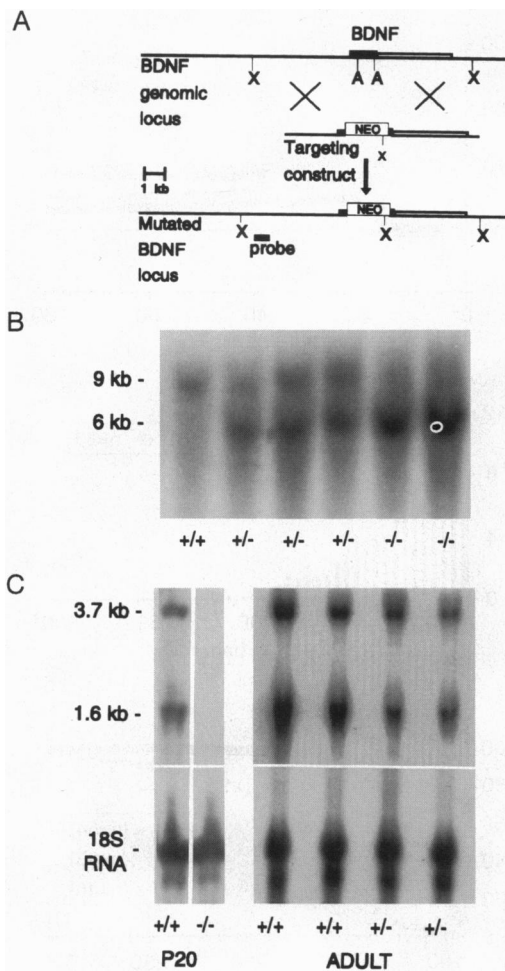 A
BDNF
BDNF
genomic
locus
X A A X
NEO
Targeting
construct
X
1 kb
Mutated
BDNF
locus
NEO
X probe X X
B
9 kb -
6 kb -
+/+ +/- +/- +/- -/- -/-
C
3.7 kb -
1.6 kb -
18S -
RNA
+/+ -/- +/+ +/+ +/- +/-
P20 ADULT